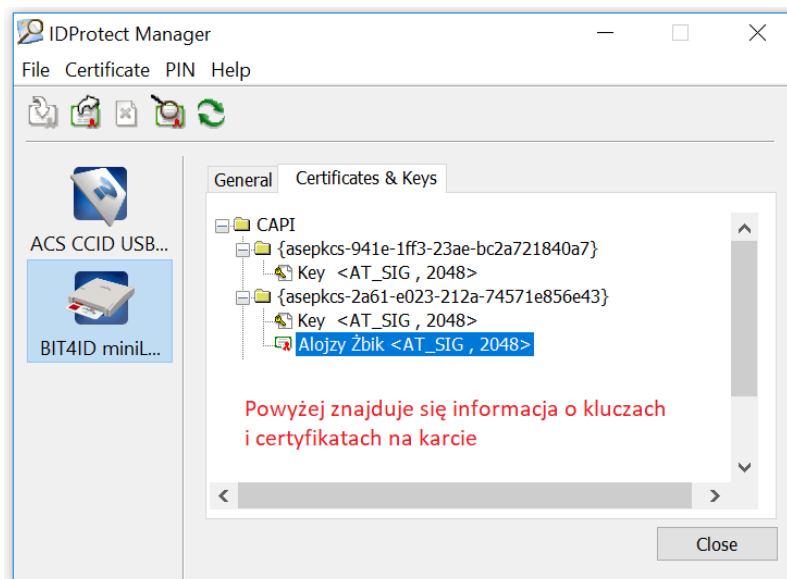 IDProtect Manager
File Certificate PIN Help
ACS CCID USB...
BIT4ID miniL...
General Certificates & Keys
CAPI
{asepkcs-941e-1ff3-23ae-bc2a721840a7}
Key <AT_SIG , 2048>
{asepkcs-2a61-e023-212a-74571e856e43}
Key <AT_SIG , 2048>
Alojzy Żbik <AT_SIG , 2048>
Powyżej znajduje się informacja o kluczach
i certyfikatach na karcie
Close